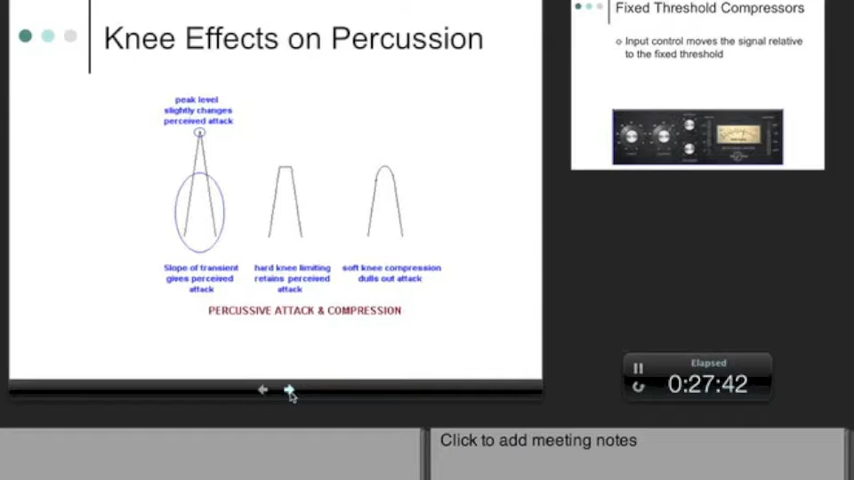 Knee Effects on Percussion
peak level
slightly changes
perceived attack
Slope of transient
gives perceived
attack
hard knee limiting
retains perceived
attack
soft knee compression
dulls out attack
PERCUSSIVE ATTACK & COMPRESSION
Fixed Threshold Compressors
Input control moves the signal relative
to the fixed threshold
Elapsed
0:27:42
Click to add meeting notes